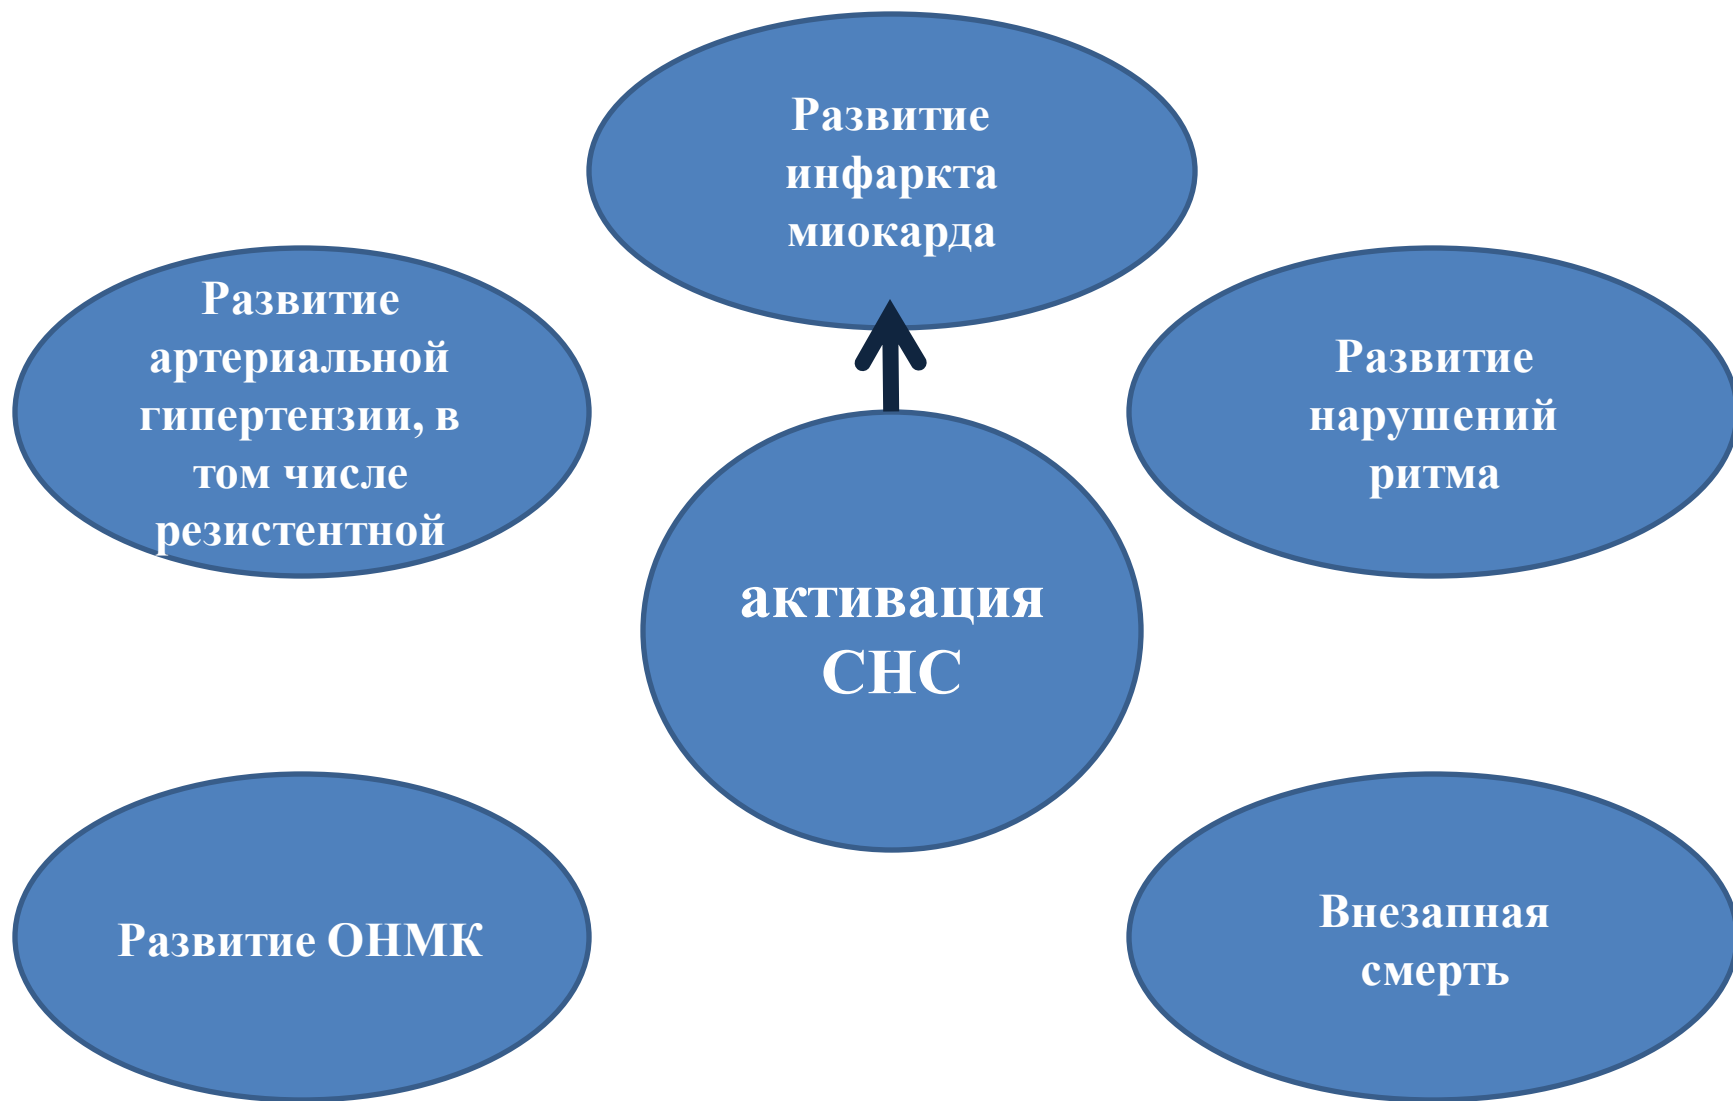 Развитие
инфаркта
миокарда
Развитие
артериальной
гипертензии, в
том числе
резистентной
Развитие
нарушений
ритма
активация
СНС
Развитие ОНМК
Внезапная
смерть